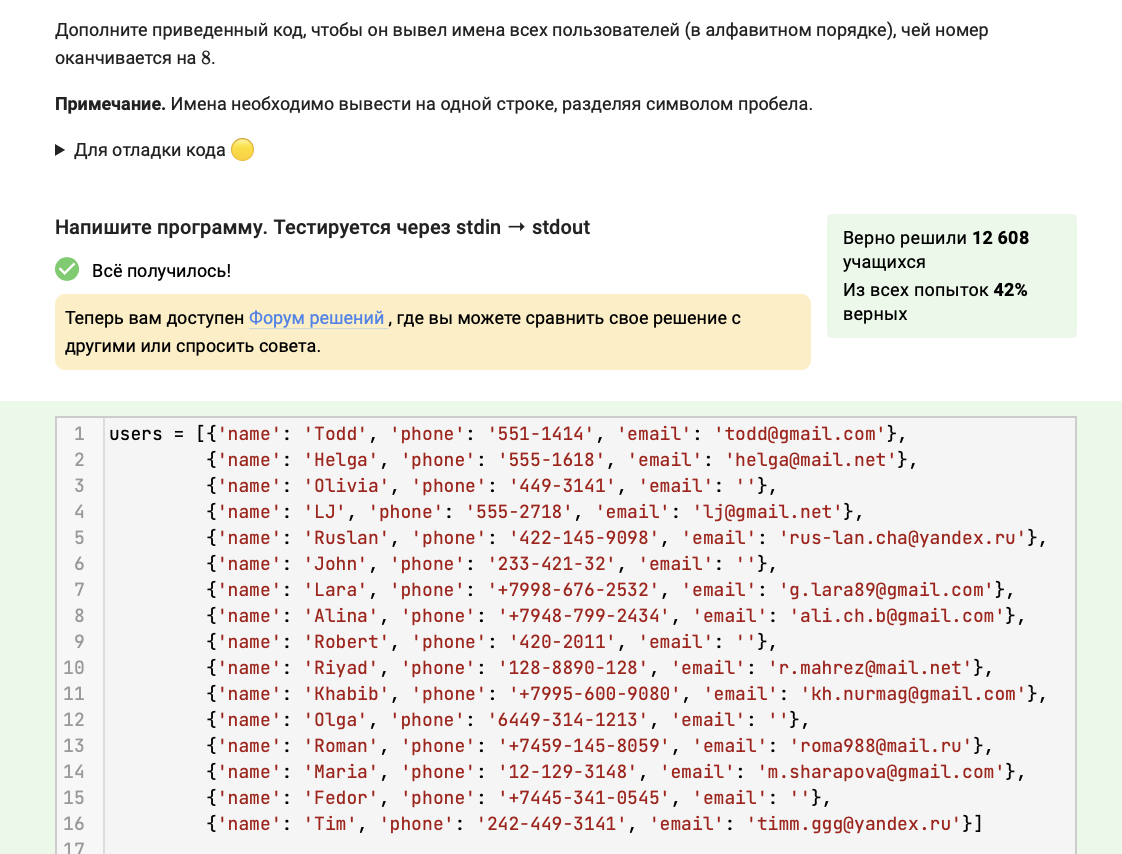 Дополните приведенный код, чтобы он вывел имена всех пользователей (в алфавитном порядке), чей номер
оканчивается на 8.
Примечание. Имена необходимо вывести на одной строке, разделяя символом пробела.
Для отладки кода
Напишите программу. Тестируется через stdin → stdout
Всё получилось!
Теперь вам доступен Форум решений, где вы можете сравнить свое решение с
другими или спросить совета.
Верно решили 12 608
учащихся
Из всех попыток 42%
верных
1 users = [{'name': 'Todd', 'phone': '551-1414', 'email': 'todd@gmail.com'},
2 {'name': 'Helga', 'phone': '555-1618', 'email': 'helga@mail.net'},
3 {'name': 'Olivia', 'phone': '449-3141', 'email': ''},
4 {'name': 'LJ', 'phone': '555-2718', 'email': 'lj@gmail.net'},
5 {'name': 'Ruslan', 'phone': '422-145-9098', 'email': 'rus-lan.cha@yandex.ru'},
6 {'name': 'John', 'phone': '233-421-32', 'email': ''},
7 {'name': 'Lara', 'phone': '+7998-676-2532', 'email': 'g.lara89@gmail.com'},
8 {'name': 'Alina', 'phone': '+7948-799-2434', 'email': 'ali.ch.b@gmail.com'},
9 {'name': 'Robert', 'phone': '420-2011', 'email': ''},
10 {'name': 'Riyad', 'phone': '128-8890-128', 'email': 'r.mahrez@mail.net'},
11 {'name': 'Khabib', 'phone': '+7995-600-9080', 'email': 'kh.nurmag@gmail.com'},
12 {'name': 'Olga', 'phone': '6449-314-1213', 'email': ''},
13 {'name': 'Roman', 'phone': '+7459-145-8059', 'email': 'roma988@mail.ru'},
14 {'name': 'Maria', 'phone': '12-129-3148', 'email': 'm.sharapova@gmail.com'},
15 {'name': 'Fedor', 'phone': '+7445-341-0545', 'email': ''},
16 {'name': 'Tim', 'phone': '242-449-3141', 'email': 'timm.ggg@yandex.ru'}]
17